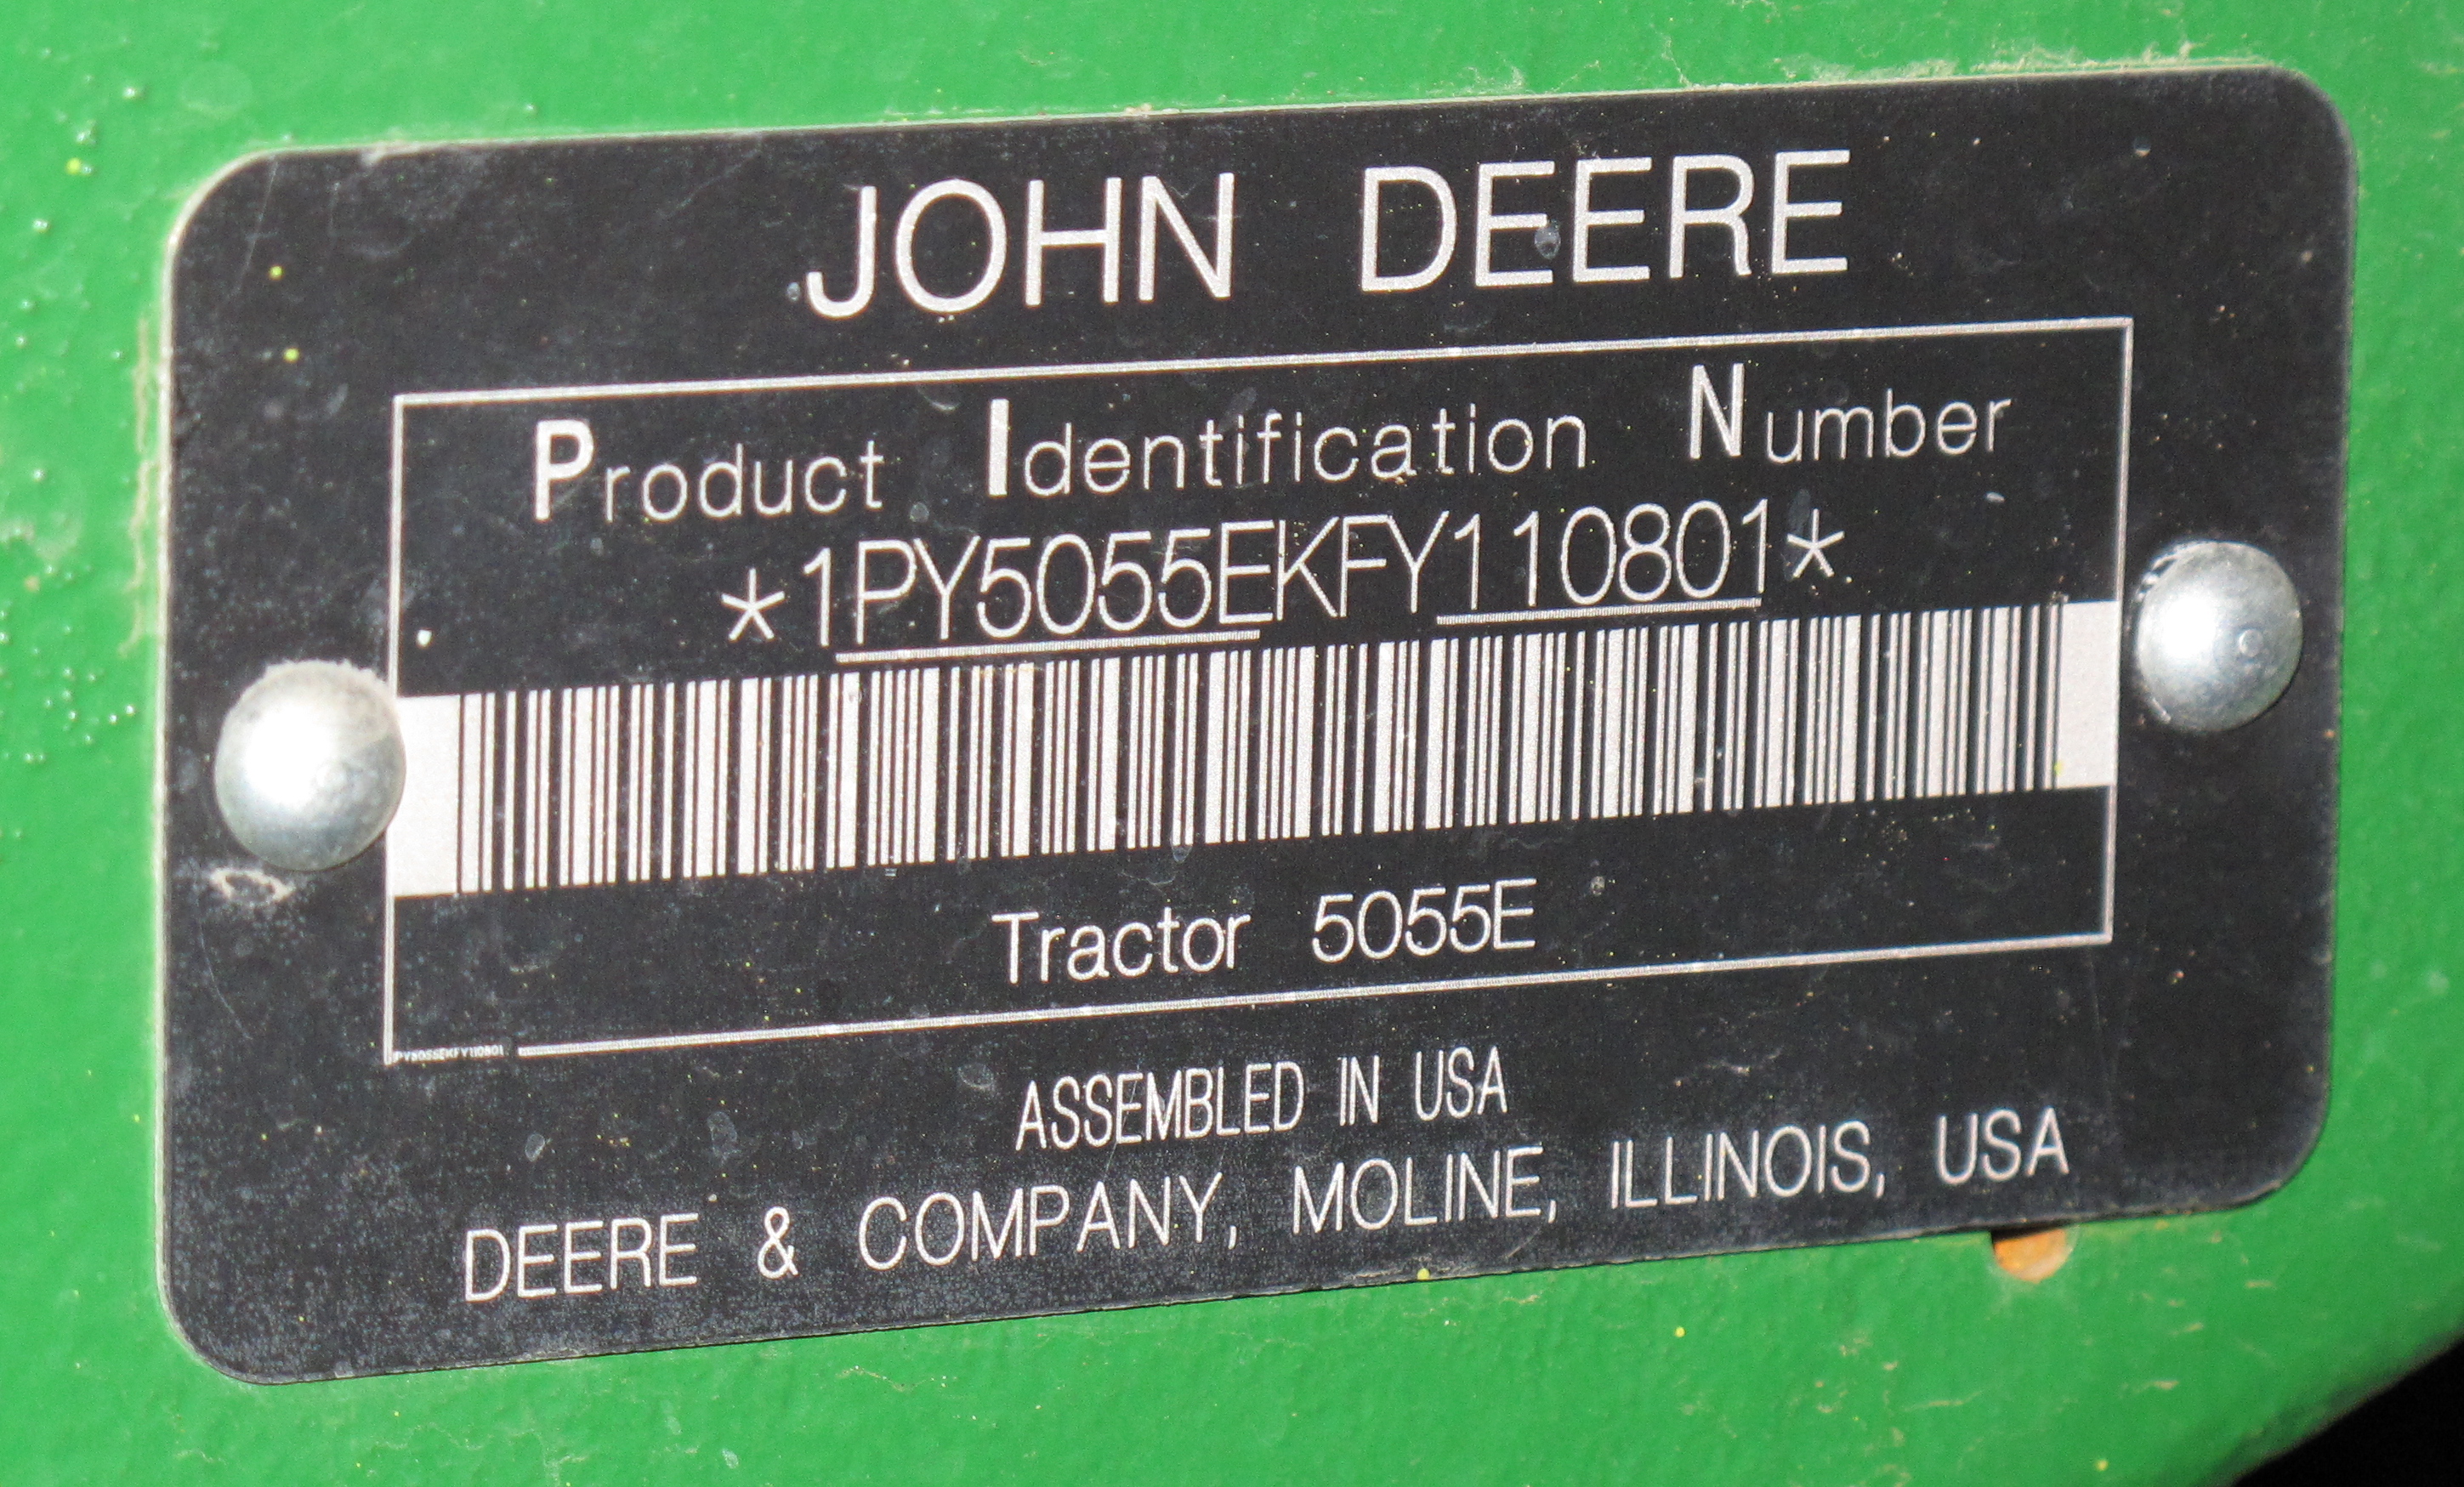 JOHN DEERE
Product Identification Number
*1PY5055EKFY110801*
Tractor 5055E
PY5055EKFY110801
ASSEMBLED IN USA
DEERE & COMPANY, MOLINE, ILLINOIS, USA